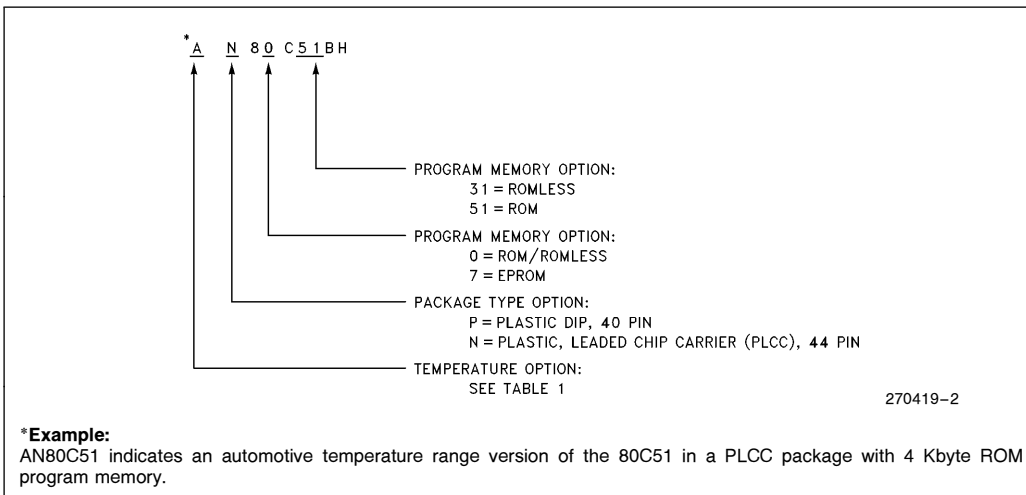 *A N 80 C51BH
PROGRAM MEMORY OPTION:
31 = ROMLESS
51 = ROM
PROGRAM MEMORY OPTION:
0 = ROM/ROMLESS
7 = EPROM
PACKAGE TYPE OPTION:
P = PLASTIC DIP, 40 PIN
N = PLASTIC, LEADED CHIP CARRIER (PLCC), 44 PIN
TEMPERATURE OPTION:
SEE TABLE 1
270419–2
*Example:
AN80C51 indicates an automotive temperature range version of the 80C51 in a PLCC package with 4 Kbyte ROM
program memory.